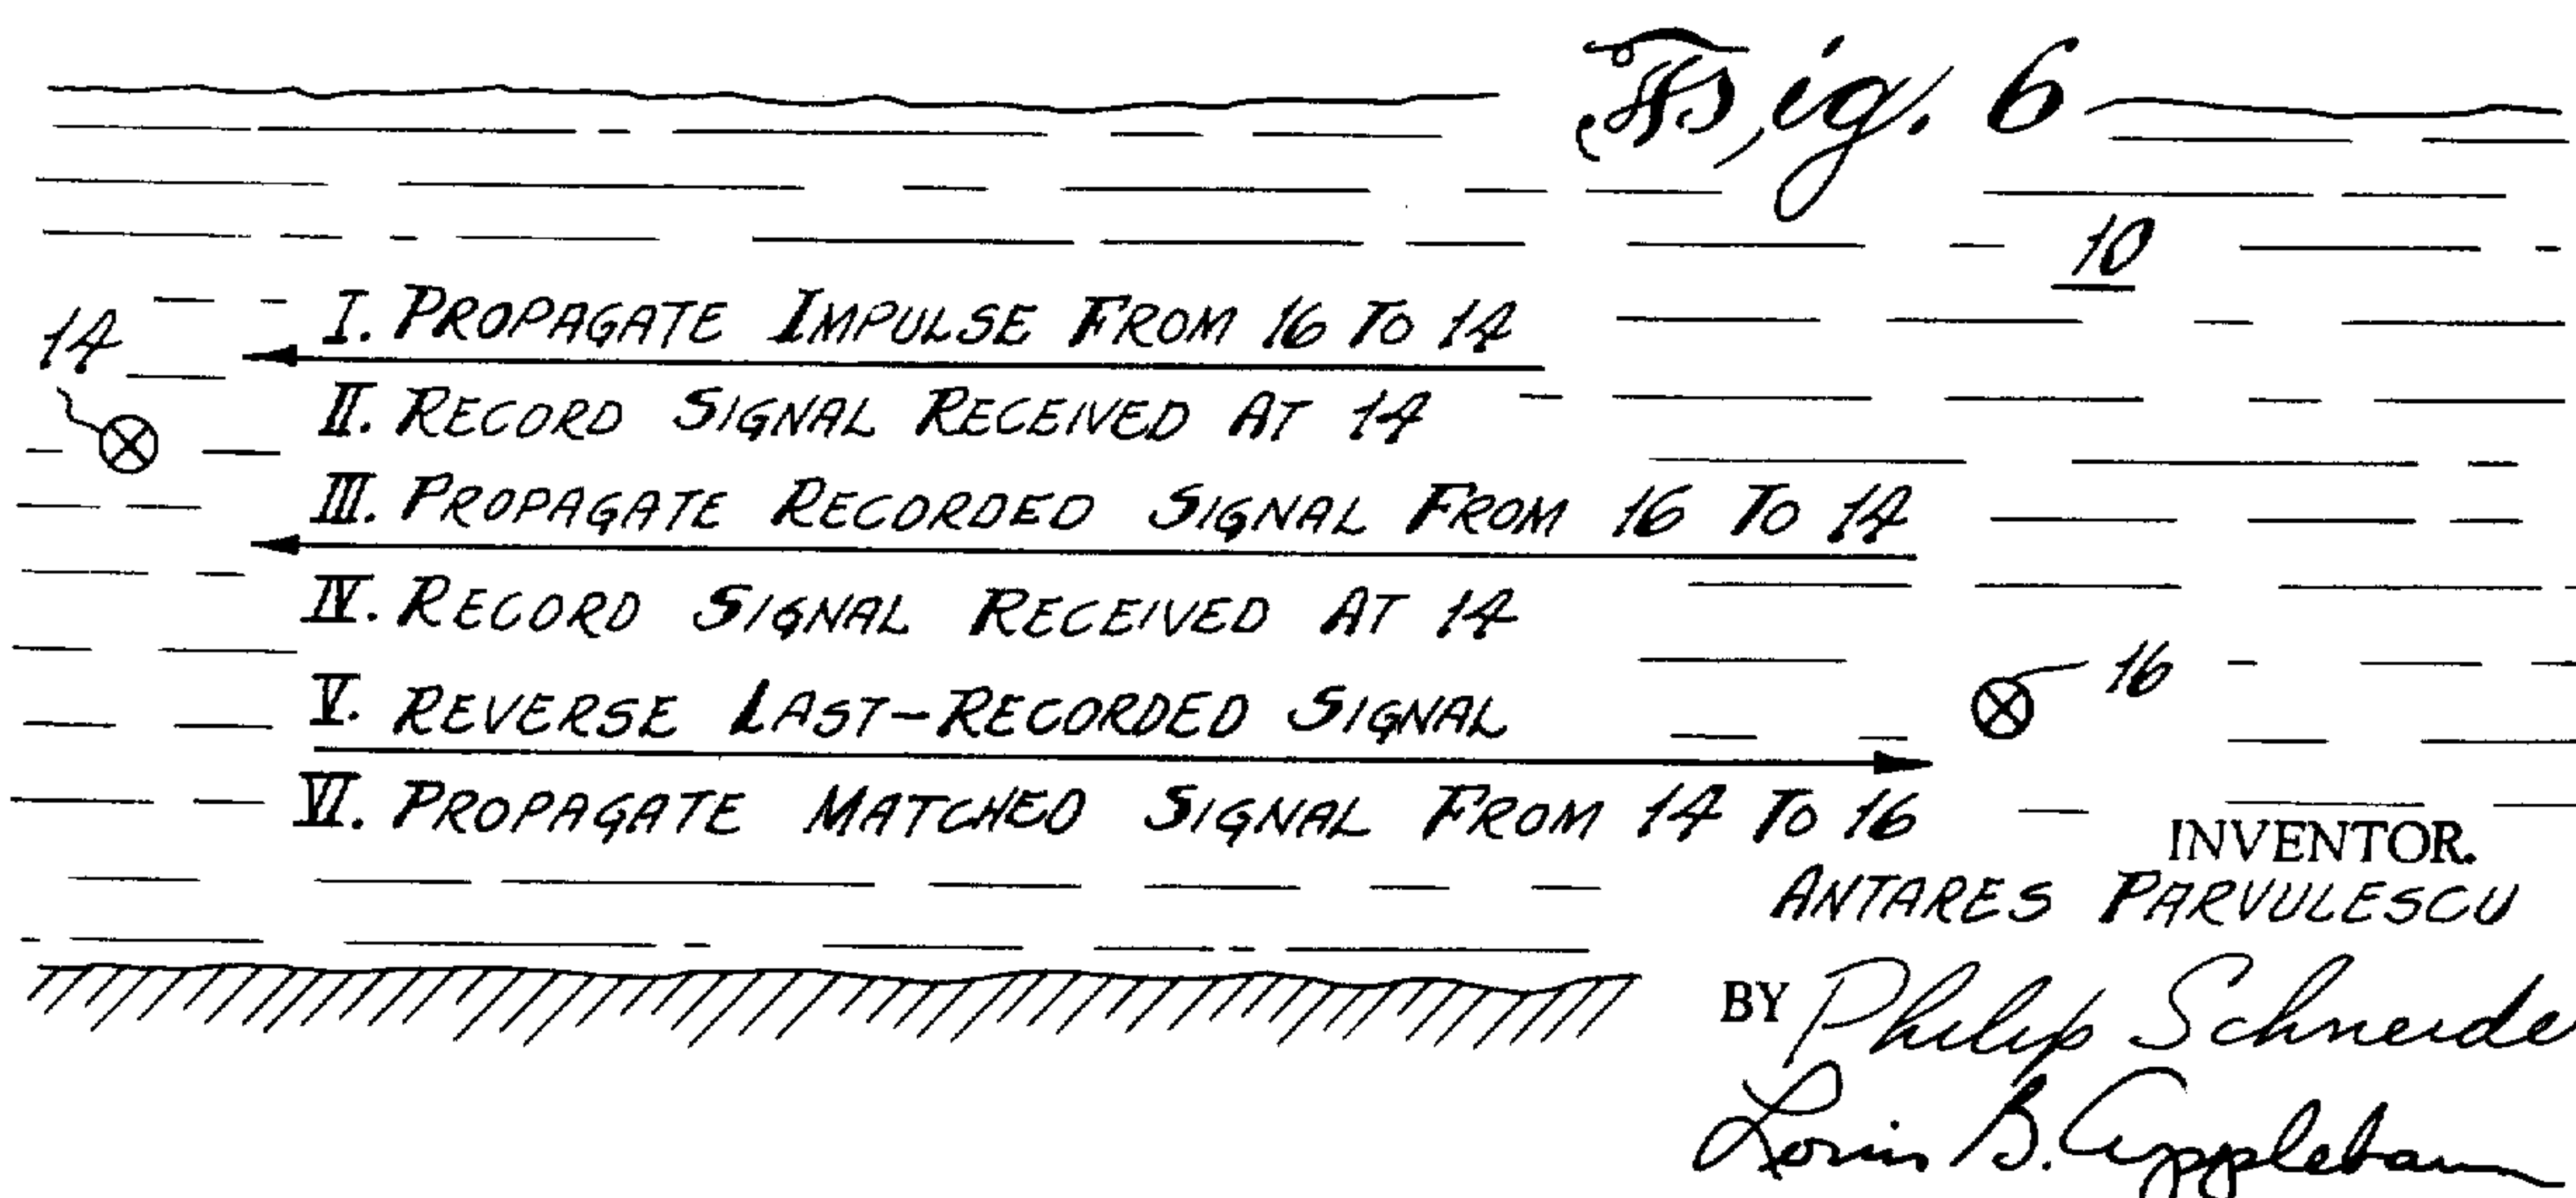 Fig. 6
10
14
I. PROPAGATE IMPULSE FROM 16 TO 14
II. RECORD SIGNAL RECEIVED AT 14
III. PROPAGATE RECORDED SIGNAL FROM 16 TO 14
IV. RECORD SIGNAL RECEIVED AT 14
16
V. REVERSE LAST-RECORDED SIGNAL
VI. PROPAGATE MATCHED SIGNAL FROM 14 TO 16
INVENTOR.
ANTARES PARVULESCU
BY Philip Schneide
Louis B. Applebaum